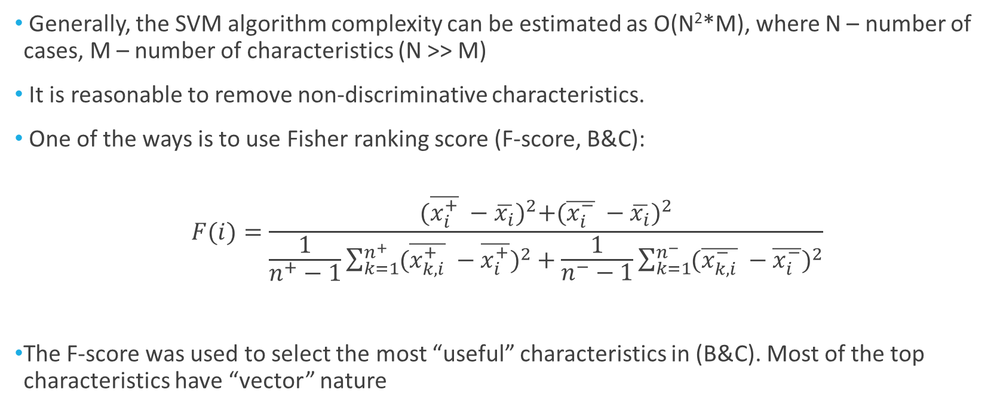 • Generally, the SVM algorithm complexity can be estimated as O(N²*M), where N – number of
cases, M – number of characteristics (N >> M)
• It is reasonable to remove non-discriminative characteristics.
• One of the ways is to use Fisher ranking score (F-score, B&C):
$F(i) = \frac{(\overline{x_i^+} - \overline{x}_i)^2 + (\overline{x_i^-} - \overline{x}_i)^2}{\frac{1}{n^+ - 1}\sum_{k=1}^{n^+}(\overline{x_{k,i}^+} - \overline{x_i^+})^2 + \frac{1}{n^- - 1}\sum_{k=1}^{n^-}(\overline{x_{k,i}^-} - \overline{x_i^-})^2}$
•The F-score was used to select the most “useful” characteristics in (B&C). Most of the top
characteristics have “vector” nature